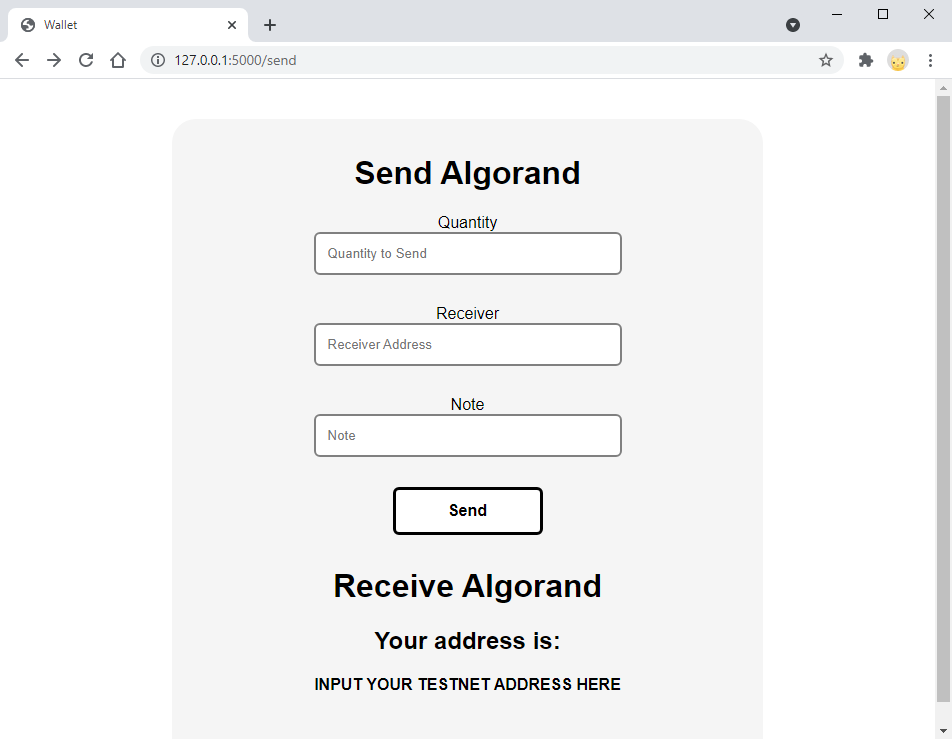 Wallet
127.0.0.1:5000/send
Send Algorand
Quantity
Quantity to Send
Receiver
Receiver Address
Note
Note
Send
Receive Algorand
Your address is:
INPUT YOUR TESTNET ADDRESS HERE